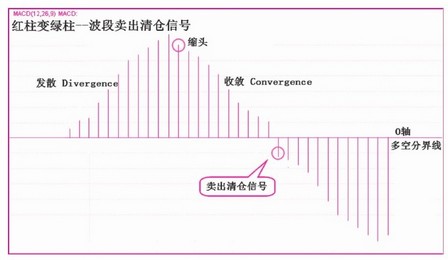 MACD(12,26,9) MACD:
红柱变绿柱--波段卖出清仓信号
缩头
发散 Divergence
收敛 Convergence
0轴
多空分界线
卖出清仓信号